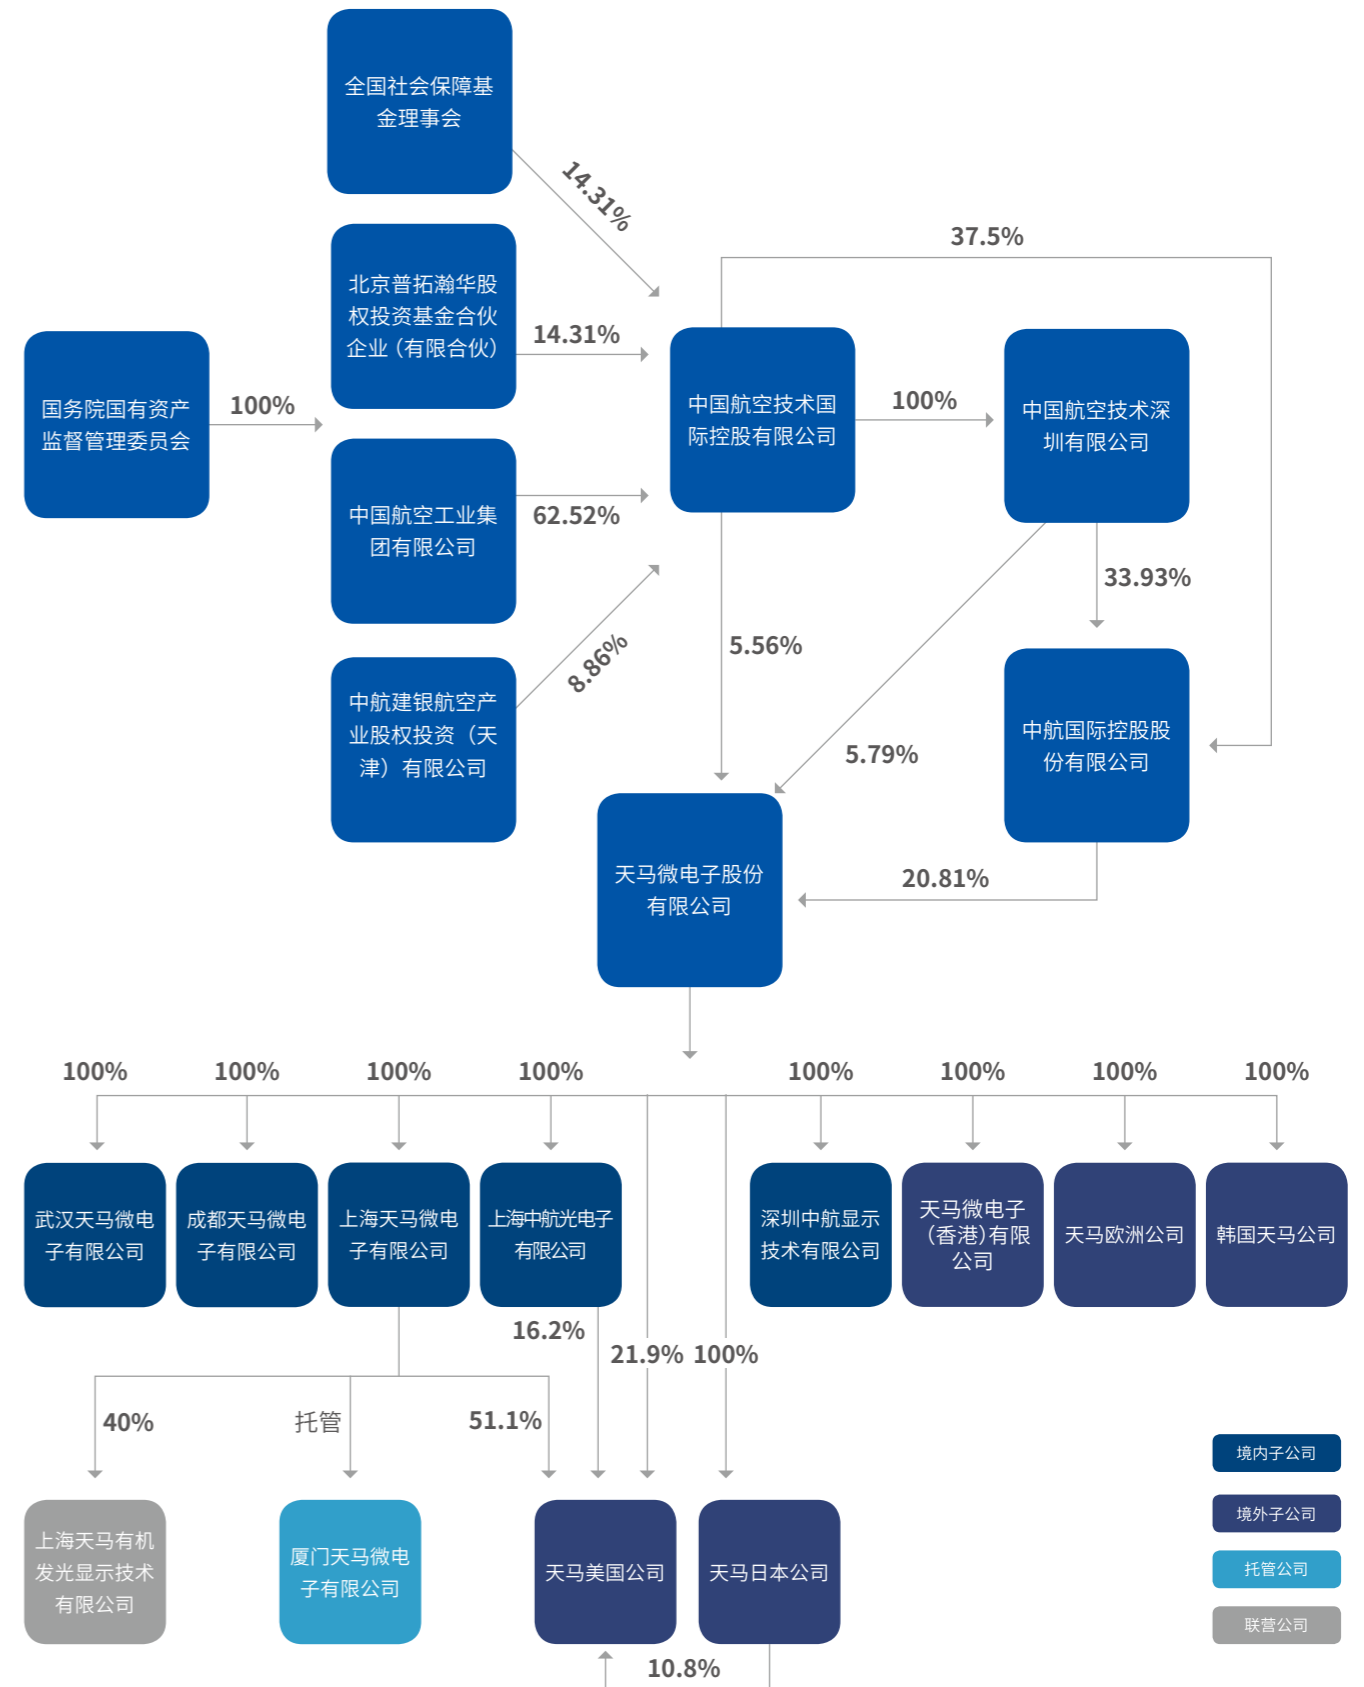 全国社会保障基
金理事会
14.31%
37.5%
北京普拓瀚华股
权投资基金合伙
企业（有限合伙）
14.31%
国务院国有资产
监督管理委员会
100%
中国航空技术国
际控股有限公司
100%
中国航空技术深
圳有限公司
中国航空工业集
团有限公司
62.52%
33.93%
8.86%
5.56%
中航建银航空产
业股权投资（天
津）有限公司
5.79%
中航国际控股股
份有限公司
天马微电子股份
有限公司
20.81%
100%
100%
100%
100%
100%
100%
100%
100%
武汉天马微电
子有限公司
成都天马微电
子有限公司
上海天马微电
子有限公司
上海中航光电子
有限公司
深圳中航显示
技术有限公司
天马微电子
（香港）有限
公司
天马欧洲公司
韩国天马公司
16.2%
21.9%
100%
40%
托管
51.1%
上海天马有机
发光显示技术
有限公司
厦门天马微电
子有限公司
天马美国公司
天马日本公司
10.8%
境内子公司
境外子公司
托管公司
联营公司